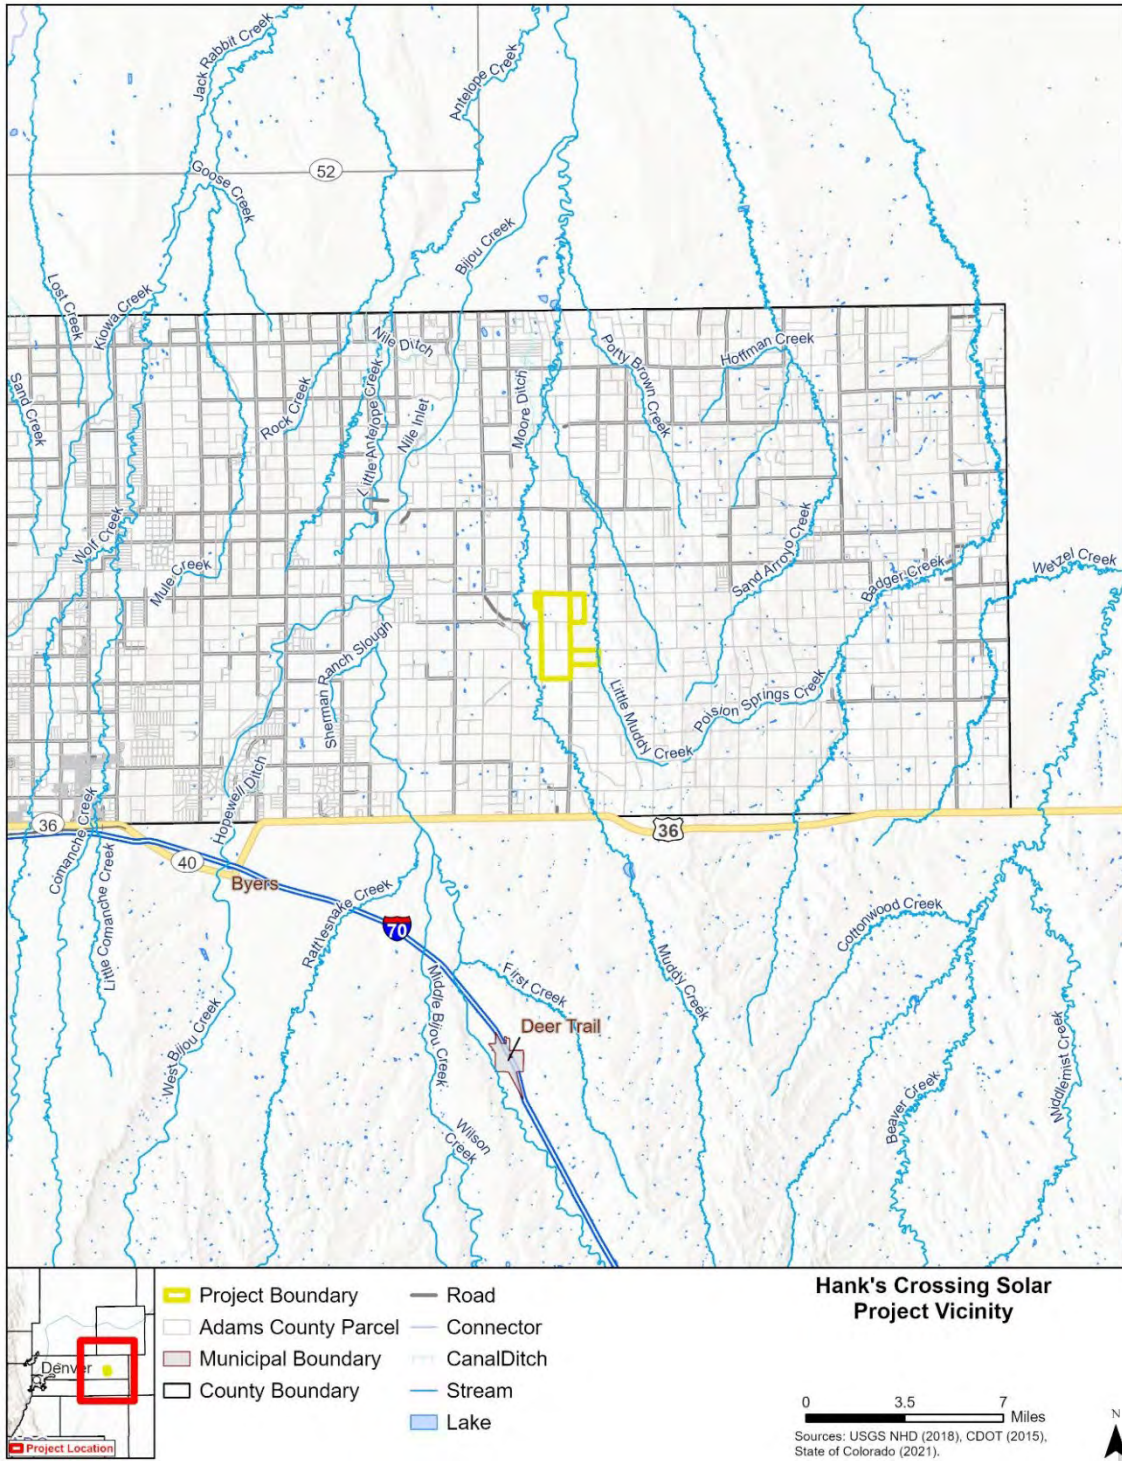 Jack Rabbit Creek
Antelope Creek
52
Goose Creek
Bijou Creek
Lost Creek
Kiowa Creek
Nile Ditch
Potty Brown Creek
Hoffman Creek
Sand Creek
Rock Creek
Little Antelope Creek
Nile Inlet
Moore Ditch
Wolf Creek
Mule Creek
Sand Arroyo Creek
Badger Creek
Wetzel Creek
Sherman Ranch Slough
Little Muddy Creek
Poision Springs Creek
Hopewell Ditch
36
Comanche Creek
40
36
Byers
Little Comanche Creek
Rattlesnake Creek
70
Cottonwood Creek
First Creek
Muddy Creek
Middle Bijou Creek
Deer Trail
West Bijou Creek
Wilson
Creek
Beaver Creek
Middlemist Creek
Denver
Project Location
Project Boundary
Adams County Parcel
Municipal Boundary
County Boundary
Road
Connector
CanalDitch
Stream
Lake
Hank's Crossing Solar
Project Vicinity
0 3.5 7
Miles
Sources: USGS NHD (2018), CDOT (2015),
State of Colorado (2021).
N